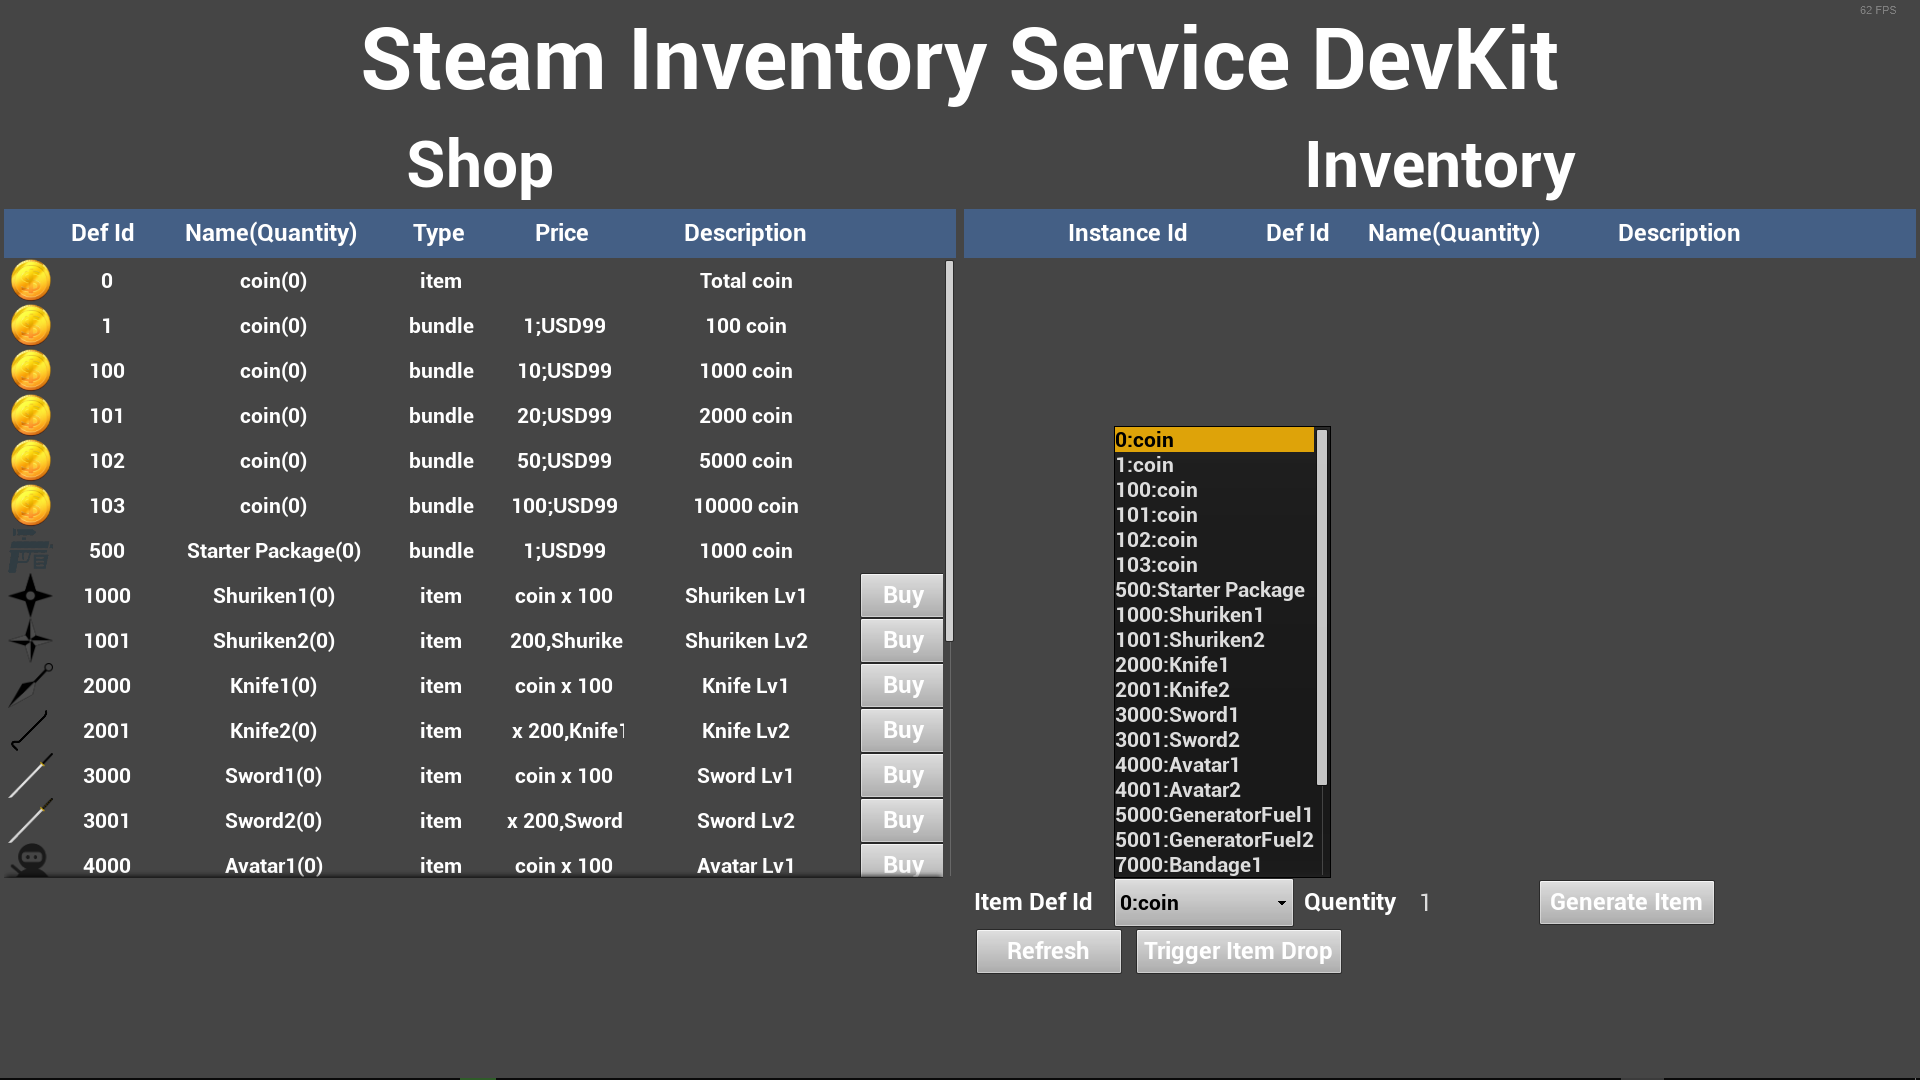 62 FPS
Steam Inventory Service DevKit
Shop
Inventory
Def Id Name(Quantity) Type Price Description
Instance Id Def Id Name(Quantity) Description
0 coin(0) item Total coin
1 coin(0) bundle 1;USD99 100 coin
100 coin(0) bundle 10;USD99 1000 coin
101 coin(0) bundle 20;USD99 2000 coin
102 coin(0) bundle 50;USD99 5000 coin
103 coin(0) bundle 100;USD99 10000 coin
500 Starter Package(0) bundle 1;USD99 1000 coin
1000 Shuriken1(0) item coin x 100 Shuriken Lv1 Buy
1001 Shuriken2(0) item 200,Shurike Shuriken Lv2 Buy
2000 Knife1(0) item coin x 100 Knife Lv1 Buy
2001 Knife2(0) item x 200,Knife1 Knife Lv2 Buy
3000 Sword1(0) item coin x 100 Sword Lv1 Buy
3001 Sword2(0) item x 200,Sword Sword Lv2 Buy
4000 Avatar1(0) item coin x 100 Avatar Lv1 Buy
0:coin
1:coin
100:coin
101:coin
102:coin
103:coin
500:Starter Package
1000:Shuriken1
1001:Shuriken2
2000:Knife1
2001:Knife2
3000:Sword1
3001:Sword2
4000:Avatar1
4001:Avatar2
5000:GeneratorFuel1
5001:GeneratorFuel2
7000:Bandage1
Item Def Id 0:coin Quentity 1 Generate Item
Refresh Trigger Item Drop